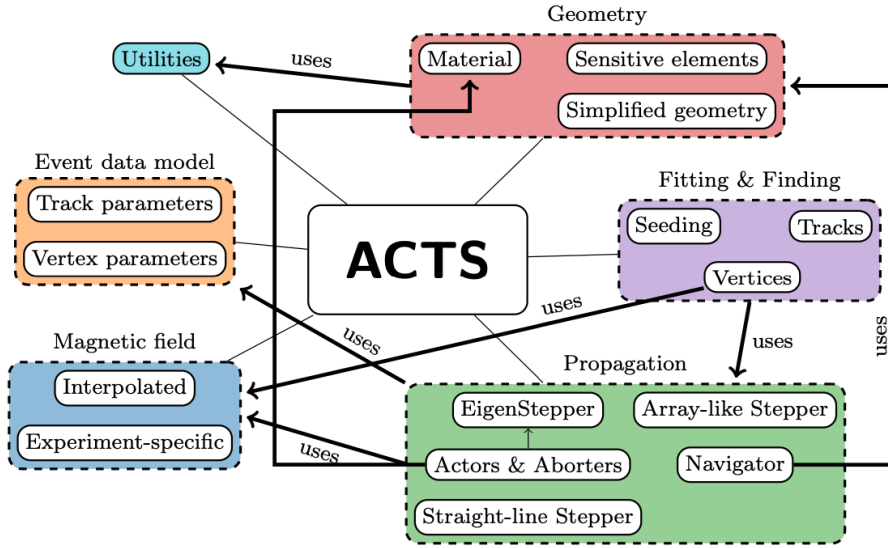 Geometry
Utilities
uses
Material
Sensitive elements
Simplified geometry
Event data model
Track parameters
Vertex parameters
ACTS
Fitting & Finding
Seeding
Tracks
Vertices
uses
uses
uses
uses
Magnetic field
Interpolated
Experiment-specific
uses
Propagation
EigenStepper
Array-like Stepper
Actors & Aborters
Navigator
Straight-line Stepper